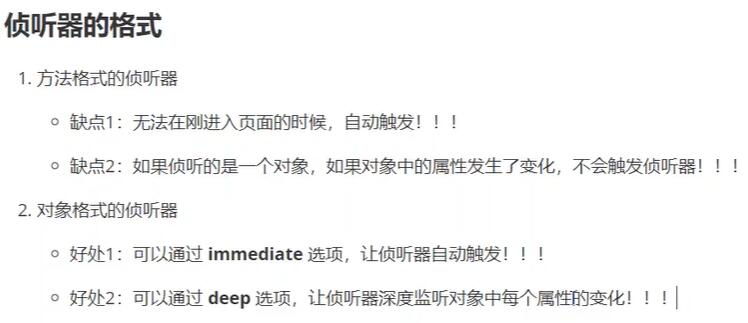 侦听器的格式
1. 方法格式的侦听器
缺点1：无法在刚进入页面的时候，自动触发！！！
缺点2：如果侦听的是一个对象，如果对象中的属性发生了变化，不会触发侦听器！！！
2. 对象格式的侦听器
好处1：可以通过 immediate 选项，让侦听器自动触发！！！
好处2：可以通过 deep 选项，让侦听器深度监听对象中每个属性的变化！！！